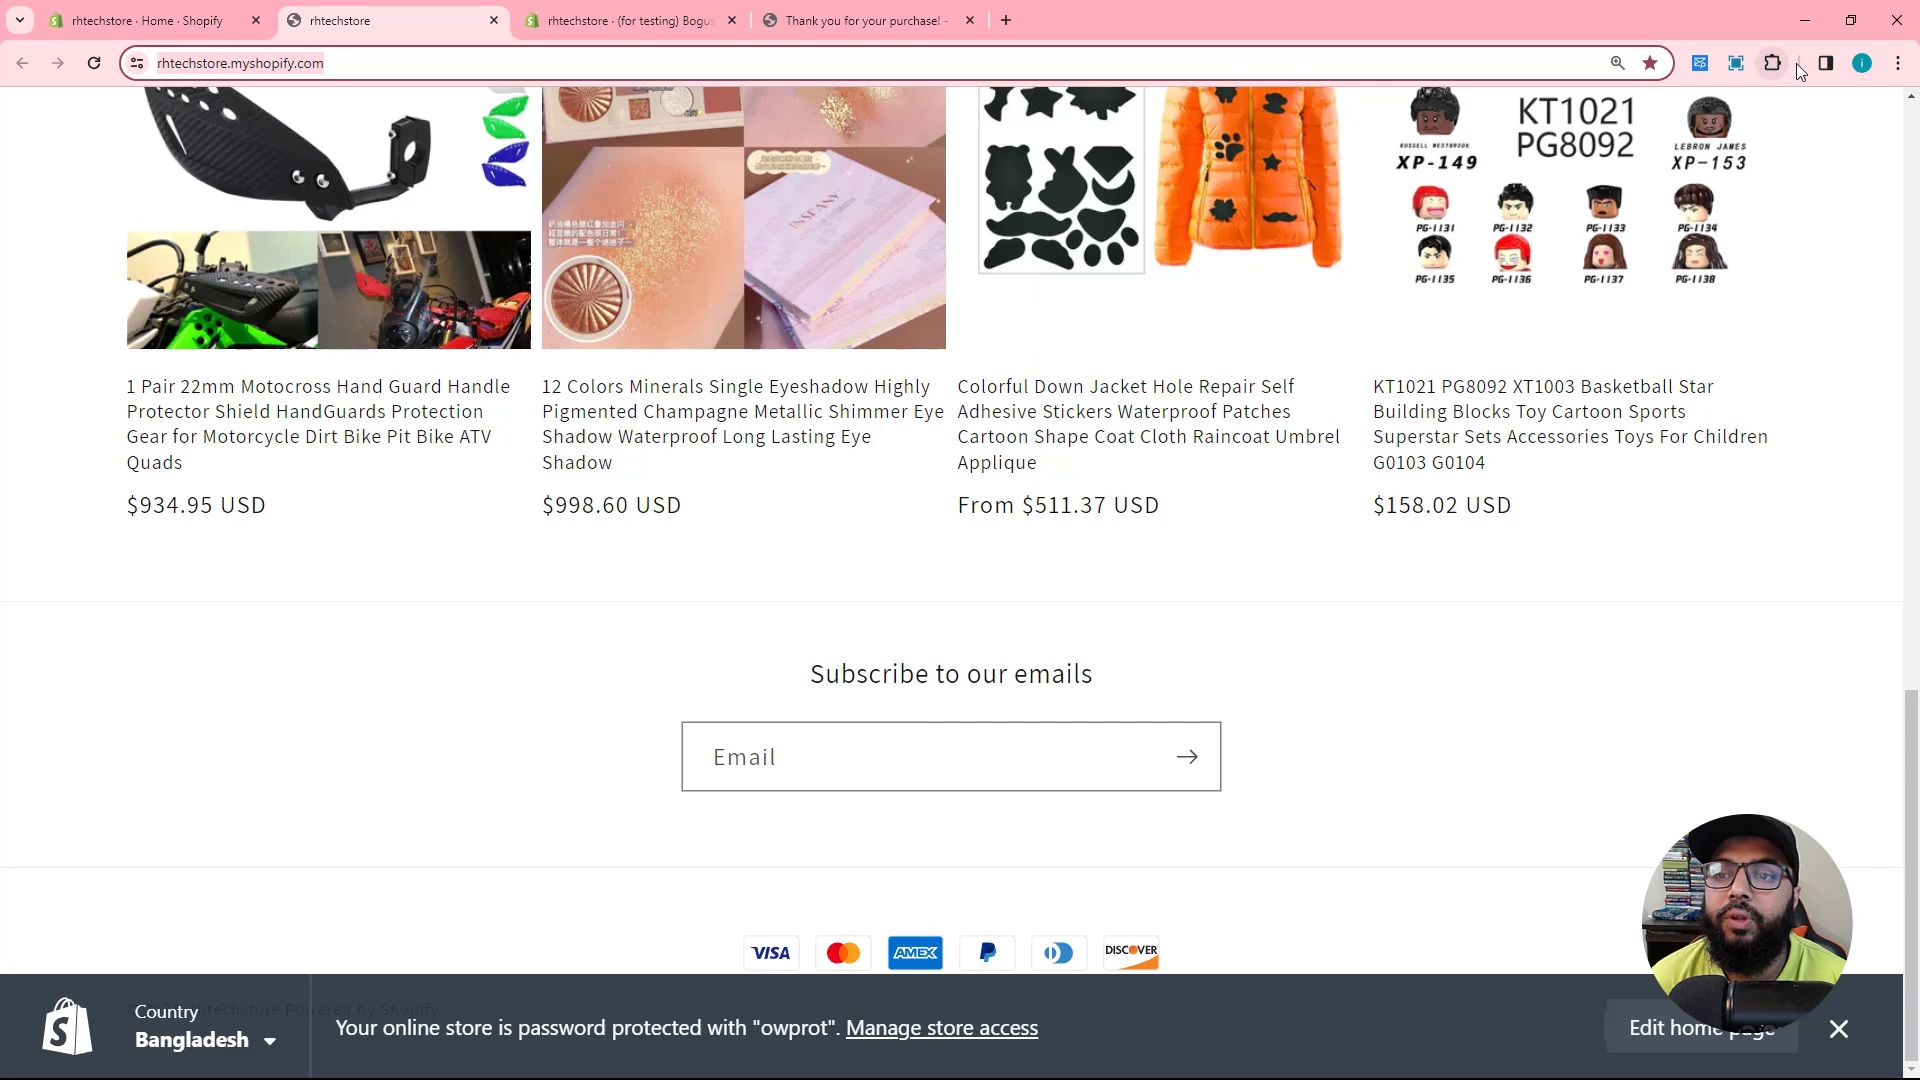 rhtechstore · Home · Shopify
rhtechstore
rhtechstore · (for testing) Bogus
Thank you for your purchase! -
rhtechstore.myshopify.com
KT1021
PG8092
RUSSELL WESTBROOK
XP-149
LEBRON JAMES
XP-153
PG-1131
PG-1132
PG-1133
PG-1134
PG-1135
PG-1136
PG-1137
PG-1138
1 Pair 22mm Motocross Hand Guard Handle
Protector Shield HandGuards Protection
Gear for Motorcycle Dirt Bike Pit Bike ATV
Quads
$934.95 USD
12 Colors Minerals Single Eyeshadow Highly
Pigmented Champagne Metallic Shimmer Eye
Shadow Waterproof Long Lasting Eye
Shadow
$998.60 USD
Colorful Down Jacket Hole Repair Self
Adhesive Stickers Waterproof Patches
Cartoon Shape Coat Cloth Raincoat Umbrel
Applique
From $511.37 USD
KT1021 PG8092 XT1003 Basketball Star
Building Blocks Toy Cartoon Sports
Superstar Sets Accessories Toys For Children
G0103 G0104
$158.02 USD
Subscribe to our emails
Email
VISA
AMEX
DISCOVER
rhtechstore Powered by Shopify
Country
Bangladesh
Your online store is password protected with "owprot". Manage store access
Edit home page